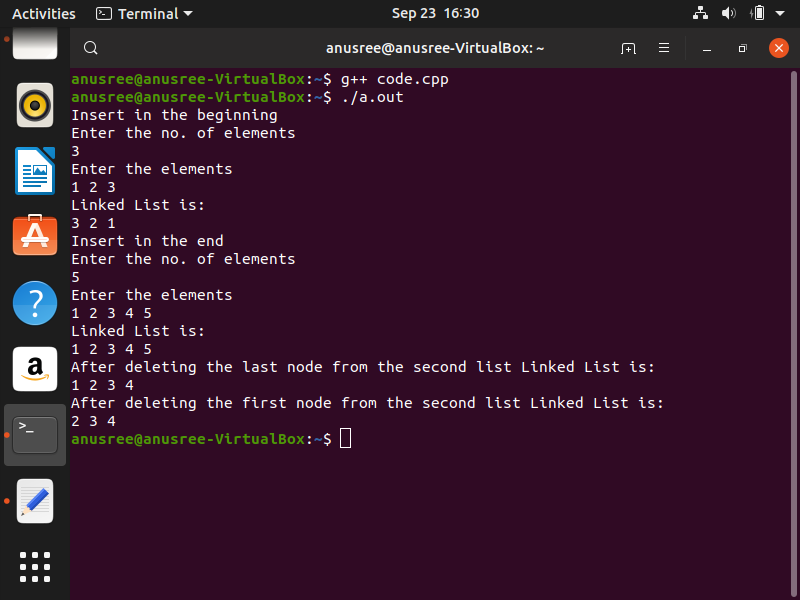 Activities Terminal Sep 23 16:30
anusree@anusree-VirtualBox: ~
anusree@anusree-VirtualBox:~$ g++ code.cpp
anusree@anusree-VirtualBox:~$ ./a.out
Insert in the beginning
Enter the no. of elements
3
Enter the elements
1 2 3
Linked List is:
3 2 1
Insert in the end
Enter the no. of elements
5
Enter the elements
1 2 3 4 5
Linked List is:
1 2 3 4 5
After deleting the last node from the second list Linked List is:
1 2 3 4
After deleting the first node from the second list Linked List is:
2 3 4
anusree@anusree-VirtualBox:~$
?
a
>_